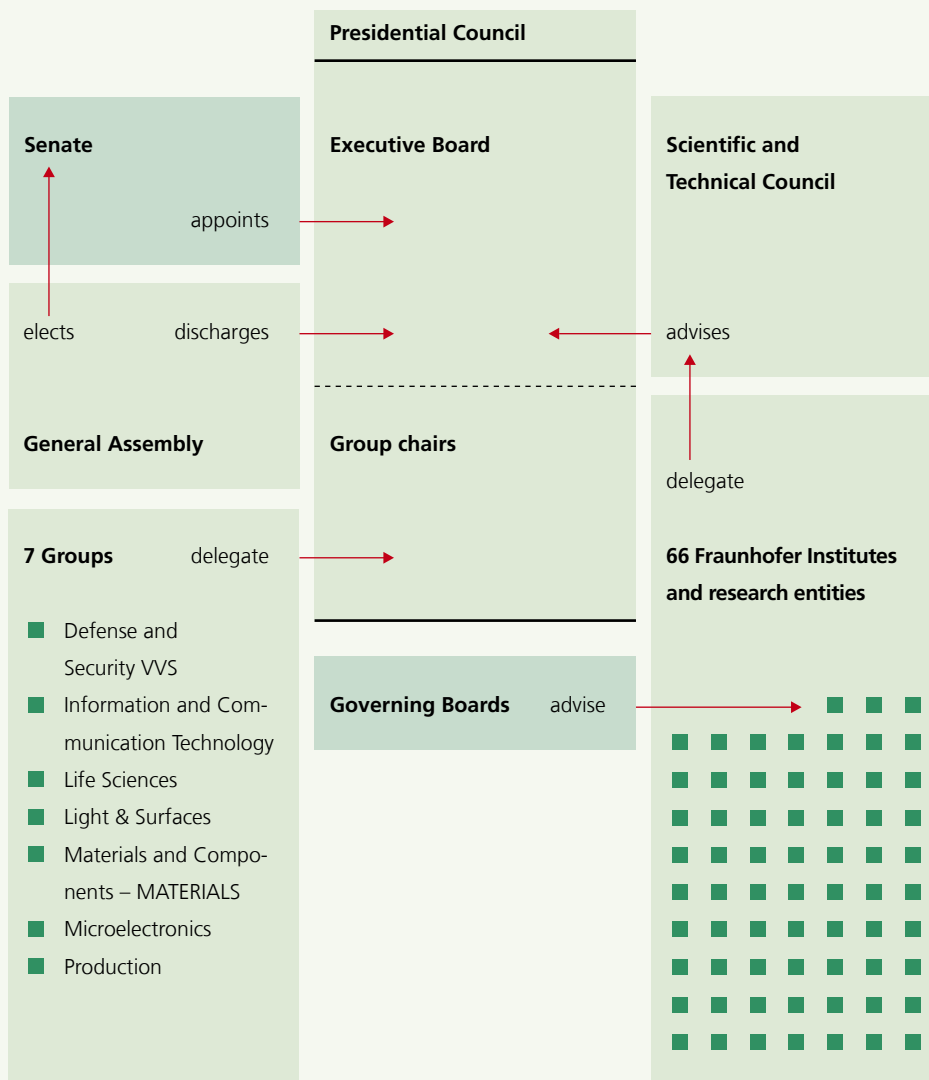 Presidential Council
Senate
appoints
elects
discharges
General Assembly
7 Groups
delegate
Defense and
Security VVS
Information and Com-
munication Technology
Life Sciences
Light & Surfaces
Materials and Compo-
nents – MATERIALS
Microelectronics
Production
Executive Board
Group chairs
Governing Boards
advise
Scientific and
Technical Council
advises
delegate
66 Fraunhofer Institutes
and research entities